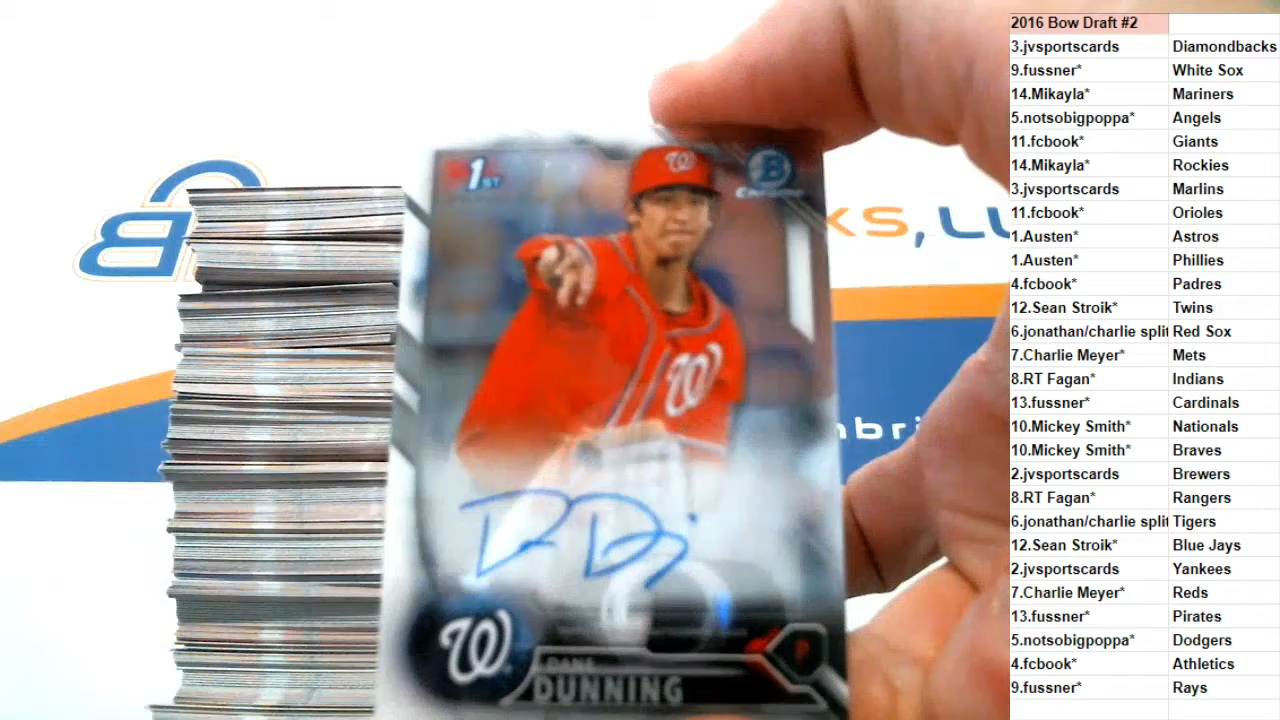 2016 Bow Draft #2
3.jvsportscards Diamondbacks
9.fussner* White Sox
14.Mikayla* Mariners
5.notsobigpoppa* Angels
11.fcbook* Giants
14.Mikayla* Rockies
3.jvsportscards Marlins
11.fcbook* Orioles
1.Austen* Astros
1.Austen* Phillies
4.fcbook* Padres
12.Sean Stroik* Twins
6.jonathan/charlie split Red Sox
7.Charlie Meyer* Mets
8.RT Fagan* Indians
13.fussner* Cardinals
10.Mickey Smith* Nationals
10.Mickey Smith* Braves
2.jvsportscards Brewers
8.RT Fagan* Rangers
6.jonathan/charlie split Tigers
12.Sean Stroik* Blue Jays
2.jvsportscards Yankees
7.Charlie Meyer* Reds
13.fussner* Pirates
5.notsobigpoppa* Dodgers
4.fcbook* Athletics
9.fussner* Rays
1ST
B
CHROME
W
W
W
DANE
DUNNING
P
B
KS, LL
mbri